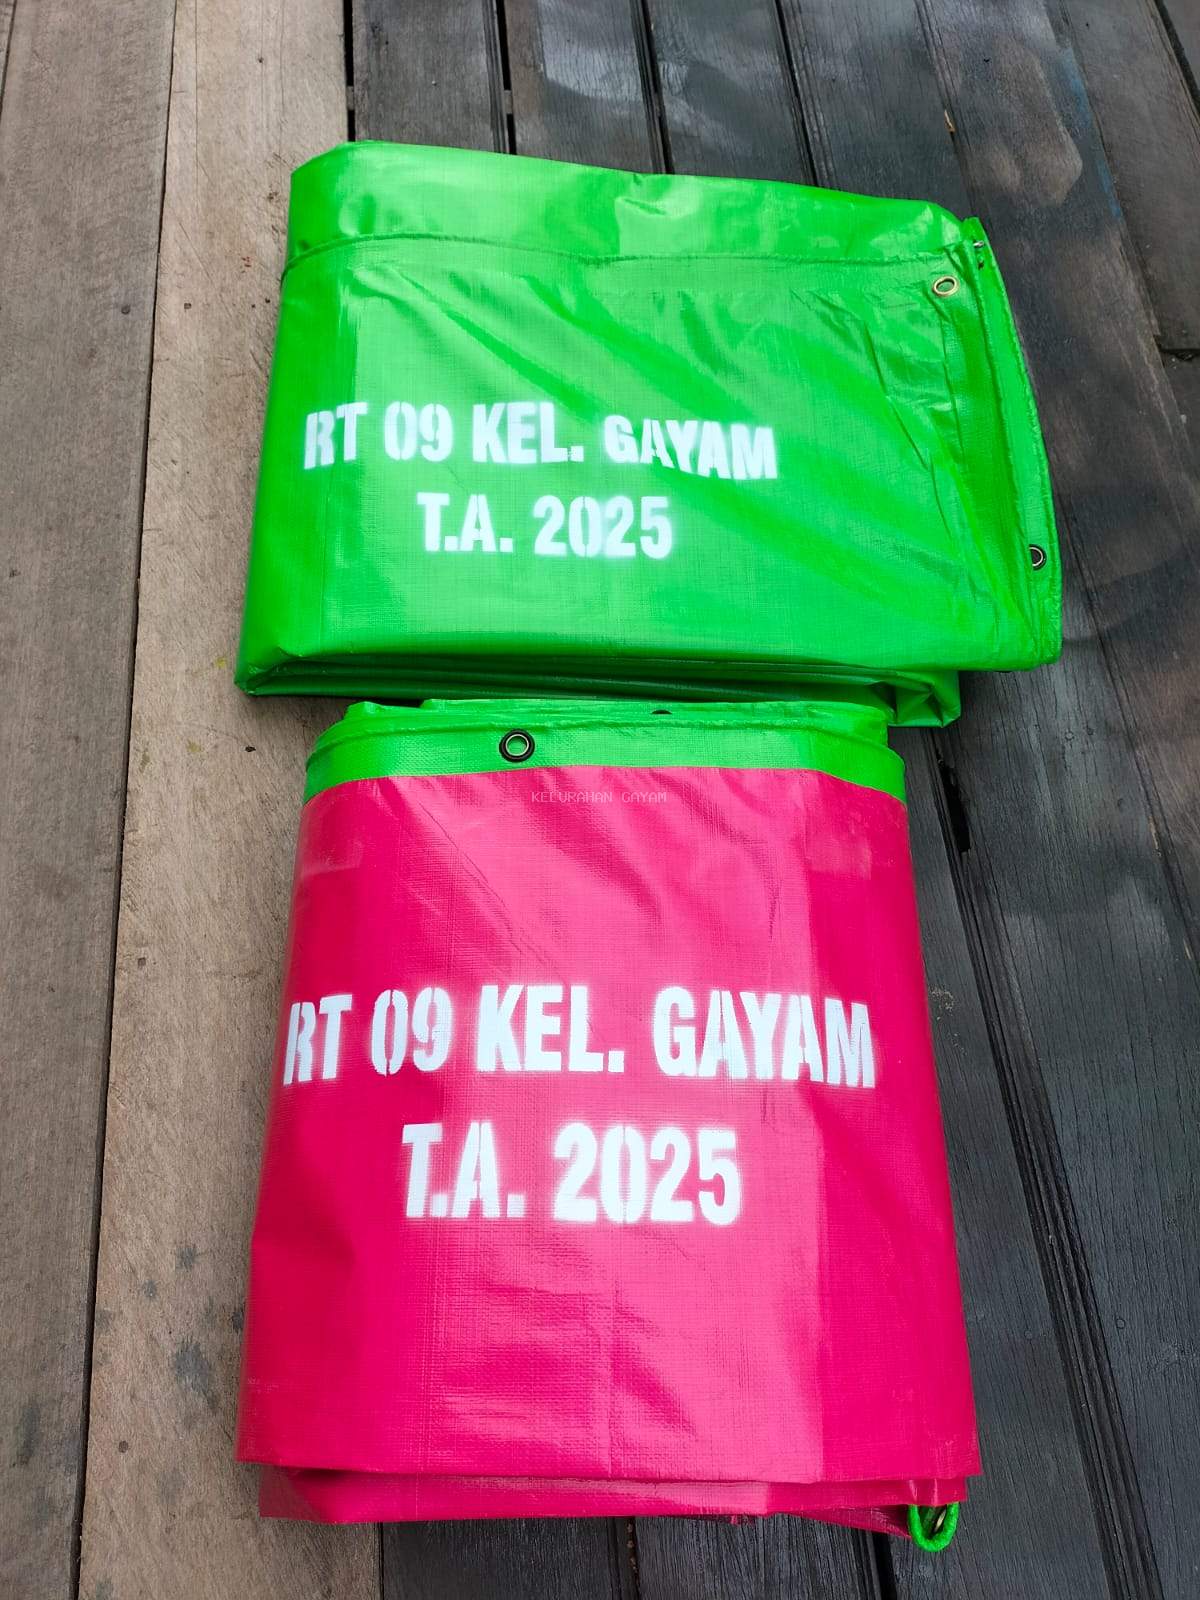 RT 09 KEL. GAYAM
T.A. 2025
KELURAHAN GAYAM
RT 09 KEL. GAYAM
T.A. 2025